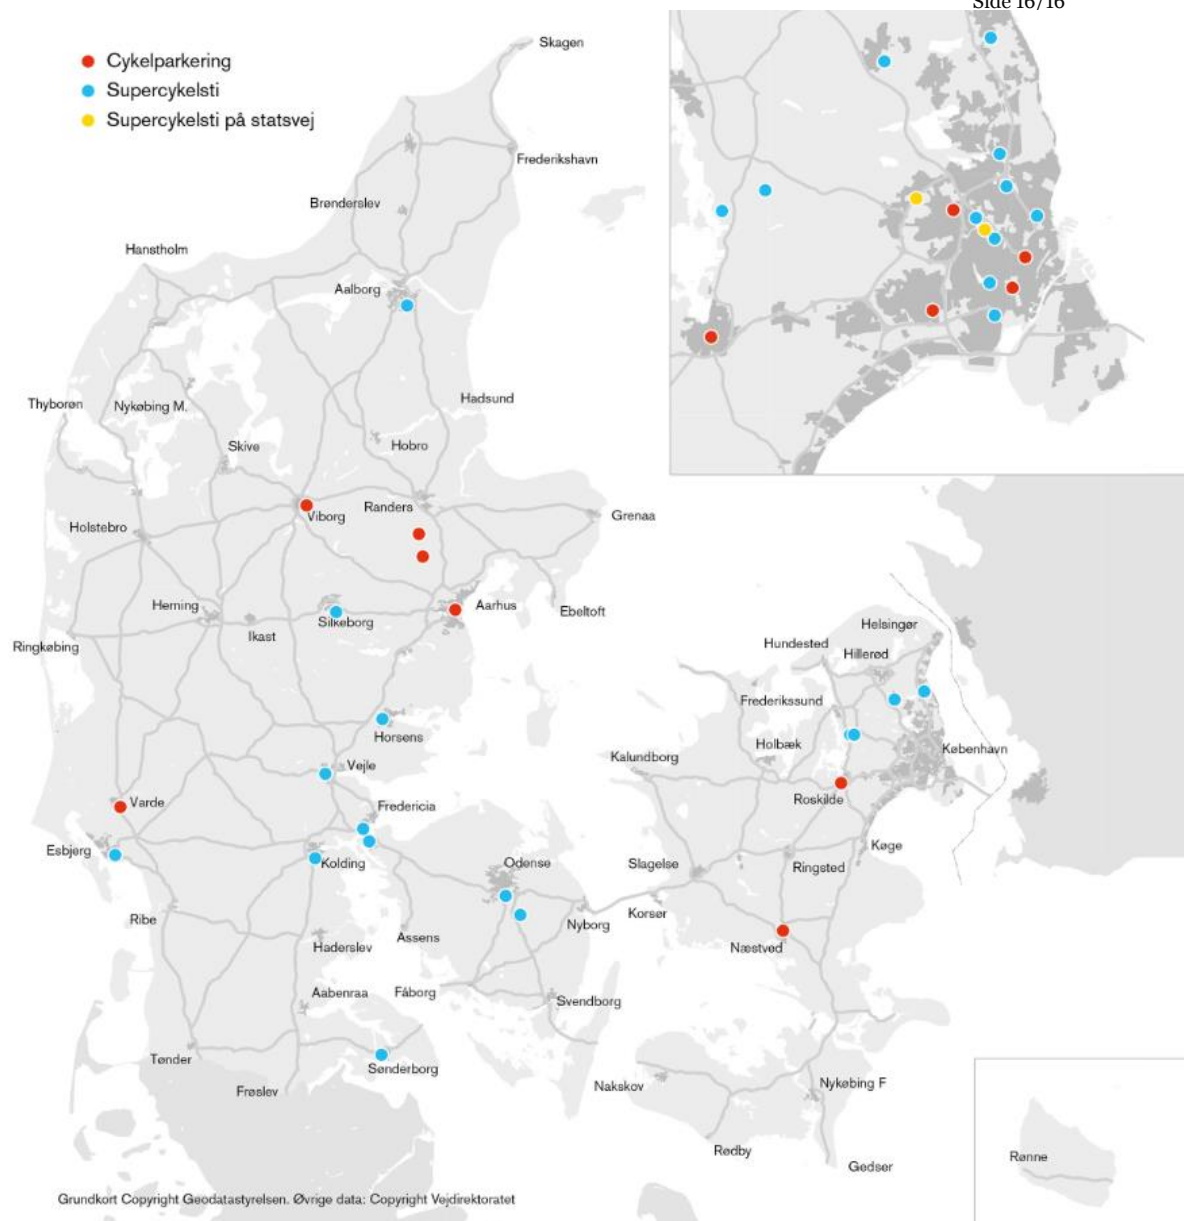 Side 16/16
Skagen
Cykelparkering
Supercykelsti
Supercykelsti på statsvej
Frederikshavn
Brønderslev
Hanstholm
Aalborg
Hadsund
Thyborøn
Nykøbing M.
Skive
Hobro
Randers
Viborg
Grenaa
Holstebro
Herning
Aarhus
Ebeltoft
Silkeborg
Ikast
Ringkøbing
Helsingør
Hundested
Hillerød
Frederikssund
Horsens
Holbæk
København
Kalundborg
Vejle
Roskilde
Varde
Fredericia
Esbjerg
Køge
Kolding
Odense
Slagelse
Ringsted
Ribe
Korsør
Nyborg
Assens
Haderslev
Næstved
Aabenraa
Fåborg
Svendborg
Tønder
Sønderborg
Frøslev
Nakskov
Nykøbing F
Rødby
Rønne
Gedser
Grundkort Copyright Geodatastyrelsen. Øvrige data: Copyright Vejdirektoratet